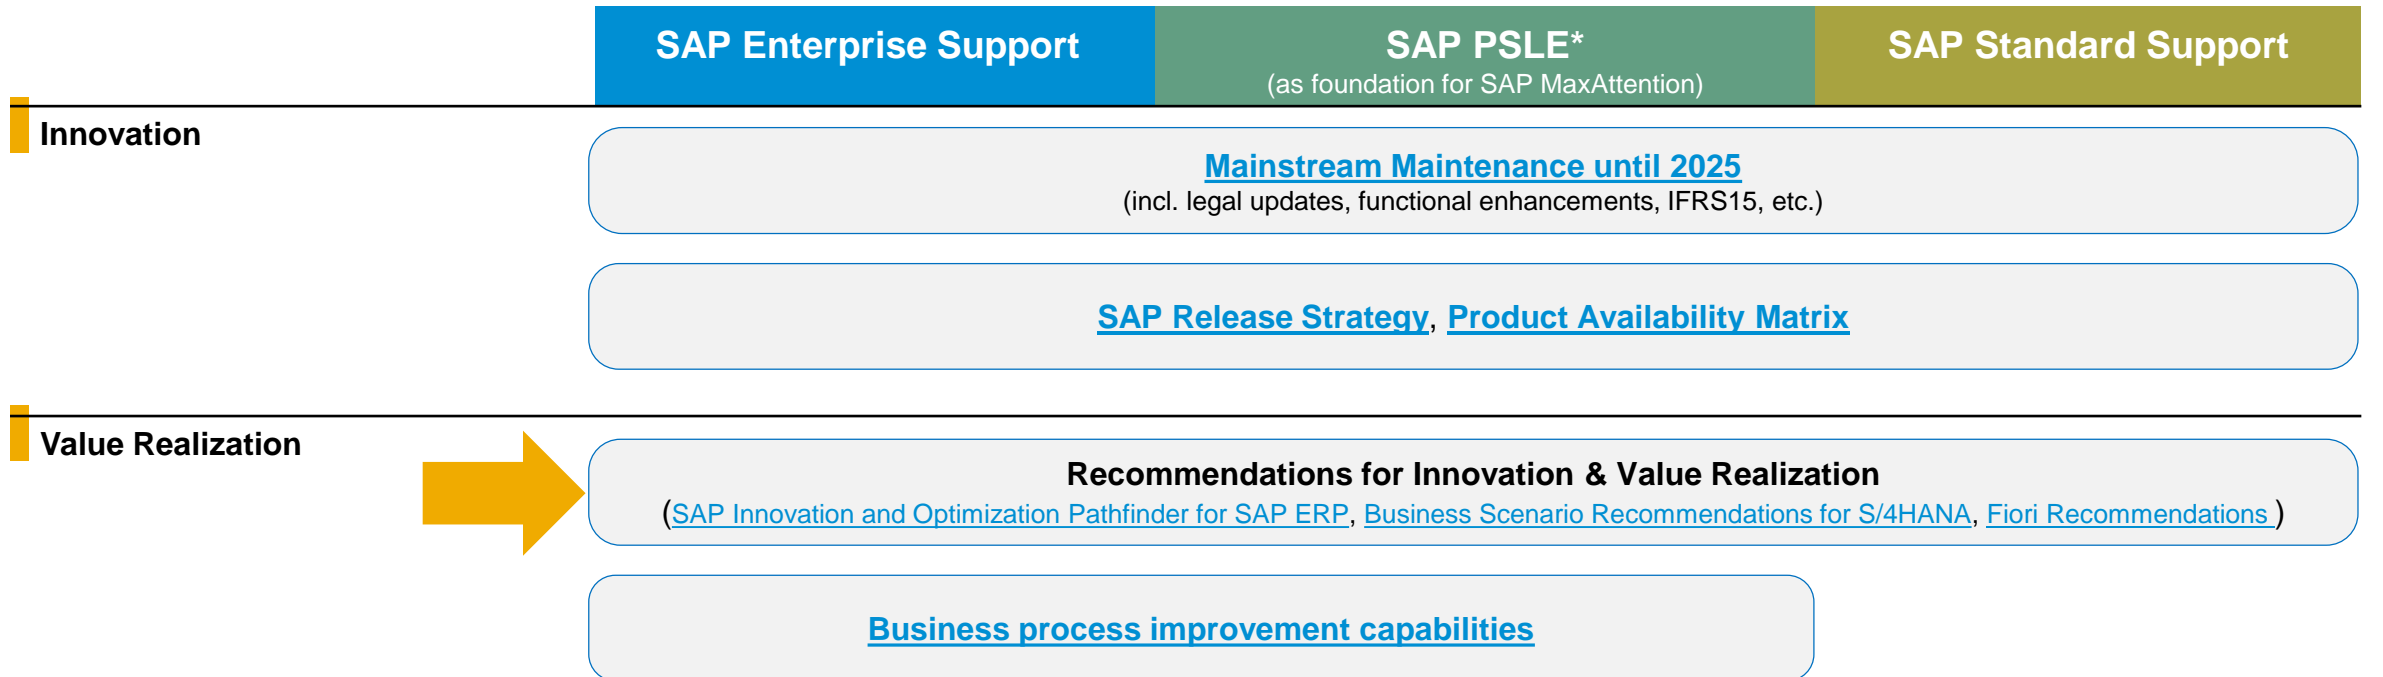 SAP Enterprise Support
SAP PSLE*
(as foundation for SAP MaxAttention)
SAP Standard Support
Innovation
Mainstream Maintenance until 2025
(incl. legal updates, functional enhancements, IFRS15, etc.)
SAP Release Strategy, Product Availability Matrix
Value Realization
Recommendations for Innovation & Value Realization
(SAP Innovation and Optimization Pathfinder for SAP ERP, Business Scenario Recommendations for S/4HANA, Fiori Recommendations )
Business process improvement capabilities